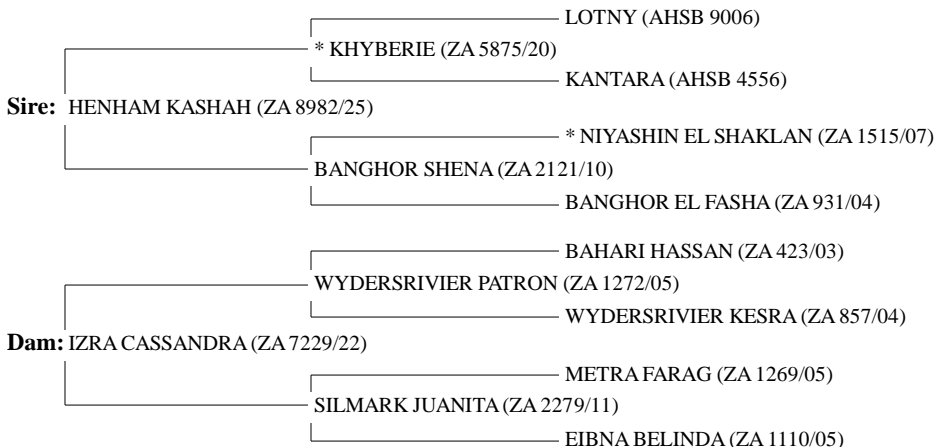 LOTNY (AHSB 9006)
* KHYBERIE (ZA 5875/20)
KANTARA (AHSB 4556)
Sire: HENHAM KASHAH (ZA 8982/25)
* NIYASHIN EL SHAKLAN (ZA 1515/07)
BANGHOR SHENA (ZA 2121/10)
BANGHOR EL FASHA (ZA 931/04)
BAHARI HASSAN (ZA 423/03)
WYDERSRIVIER PATRON (ZA 1272/05)
WYDERSRIVIER KESRA (ZA 857/04)
Dam: IZRA CASSANDRA (ZA 7229/22)
METRA FARAG (ZA 1269/05)
SILMARK JUANITA (ZA 2279/11)
EIBNA BELINDA (ZA 1110/05)